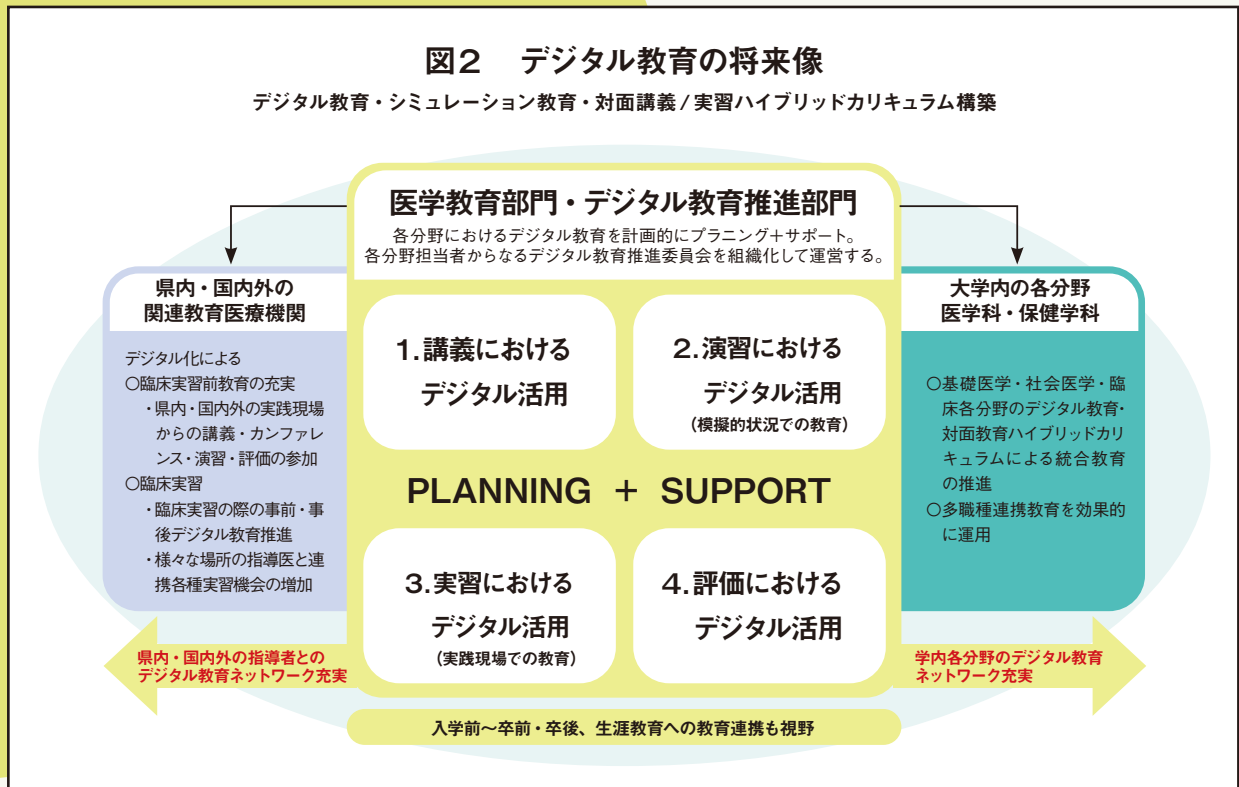 図2 デジタル教育の将来像
デジタル教育・シミュレーション教育・対面講義/実習ハイブリッドカリキュラム構築
医学教育部門・デジタル教育推進部門
各分野におけるデジタル教育を計画的にプラニング+サポート。
各分野担当者からなるデジタル教育推進委員会を組織化して運営する。
県内・国内外の
関連教育医療機関
デジタル化による
○臨床実習前教育の充実
・県内・国内外の実践現場
からの講義・カンファレ
ンス・演習・評価の参加
○臨床実習
・臨床実習の際の事前・事
後デジタル教育推進
・様々な場所の指導医と連
携各種実習機会の増加
1.講義における
デジタル活用
2.演習における
デジタル活用
(模擬的状況での教育)
PLANNING + SUPPORT
3.実習における
デジタル活用
(実践現場での教育)
4.評価における
デジタル活用
大学内の各分野
医学科・保健学科
○基礎医学・社会医学・臨
床各分野のデジタル教育・
対面教育ハイブリッドカリ
キュラムによる統合教育
の推進
○多職種連携教育を効果的
に運用
県内・国内外の指導者との
デジタル教育ネットワーク充実
学内各分野のデジタル教育
ネットワーク充実
入学前~卒前・卒後、生涯教育への教育連携も視野